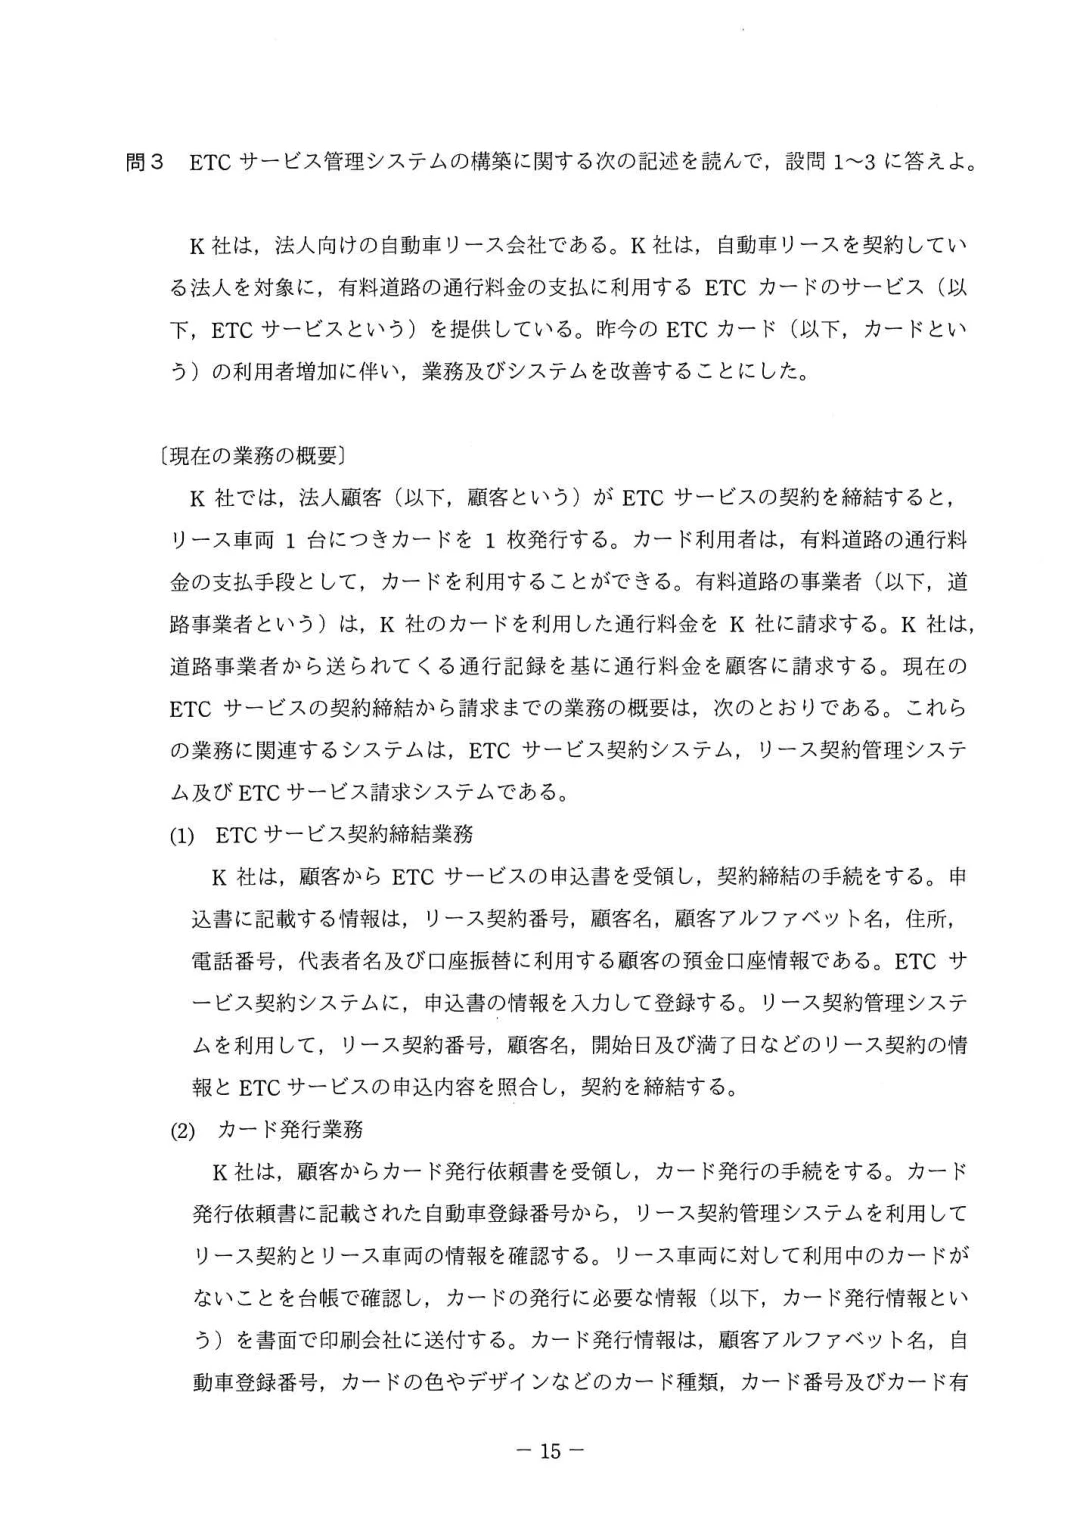 問3 ETC サービス管理システムの構築に関する次の記述を読んで，設問 1～3 に答えよ。
K 社は，法人向けの自動車リース会社である。K 社は，自動車リースを契約してい
る法人を対象に，有料道路の通行料金の支払に利用する ETC カードのサービス（以
下，ETC サービスという）を提供している。昨今の ETC カード（以下，カードとい
う）の利用者増加に伴い，業務及びシステムを改善することにした。
〔現在の業務の概要〕
K 社では，法人顧客（以下，顧客という）が ETC サービスの契約を締結すると，
リース車両 1 台につきカードを 1 枚発行する。カード利用者は，有料道路の通行料
金の支払手段として，カードを利用することができる。有料道路の事業者（以下，道
路事業者という）は，K 社のカードを利用した通行料金を K 社に請求する。K 社は，
道路事業者から送られてくる通行記録を基に通行料金を顧客に請求する。現在の
ETC サービスの契約締結から請求までの業務の概要は，次のとおりである。これら
の業務に関連するシステムは，ETC サービス契約システム，リース契約管理システ
ム及び ETC サービス請求システムである。
(1) ETC サービス契約締結業務
K 社は，顧客から ETC サービスの申込書を受領し，契約締結の手続をする。申
込書に記載する情報は，リース契約番号，顧客名，顧客アルファベット名，住所，
電話番号，代表者名及び口座振替に利用する顧客の預金口座情報である。ETC サ
ービス契約システムに，申込書の情報を入力して登録する。リース契約管理システ
ムを利用して，リース契約番号，顧客名，開始日及び満了日などのリース契約の情
報と ETC サービスの申込内容を照合し，契約を締結する。
(2) カード発行業務
K 社は，顧客からカード発行依頼書を受領し，カード発行の手続をする。カード
発行依頼書に記載された自動車登録番号から，リース契約管理システムを利用して
リース契約とリース車両の情報を確認する。リース車両に対して利用中のカードが
ないことを台帳で確認し，カードの発行に必要な情報（以下，カード発行情報とい
う）を書面で印刷会社に送付する。カード発行情報は，顧客アルファベット名，自
動車登録番号，カードの色やデザインなどのカード種類，カード番号及びカード有
－ 15 －